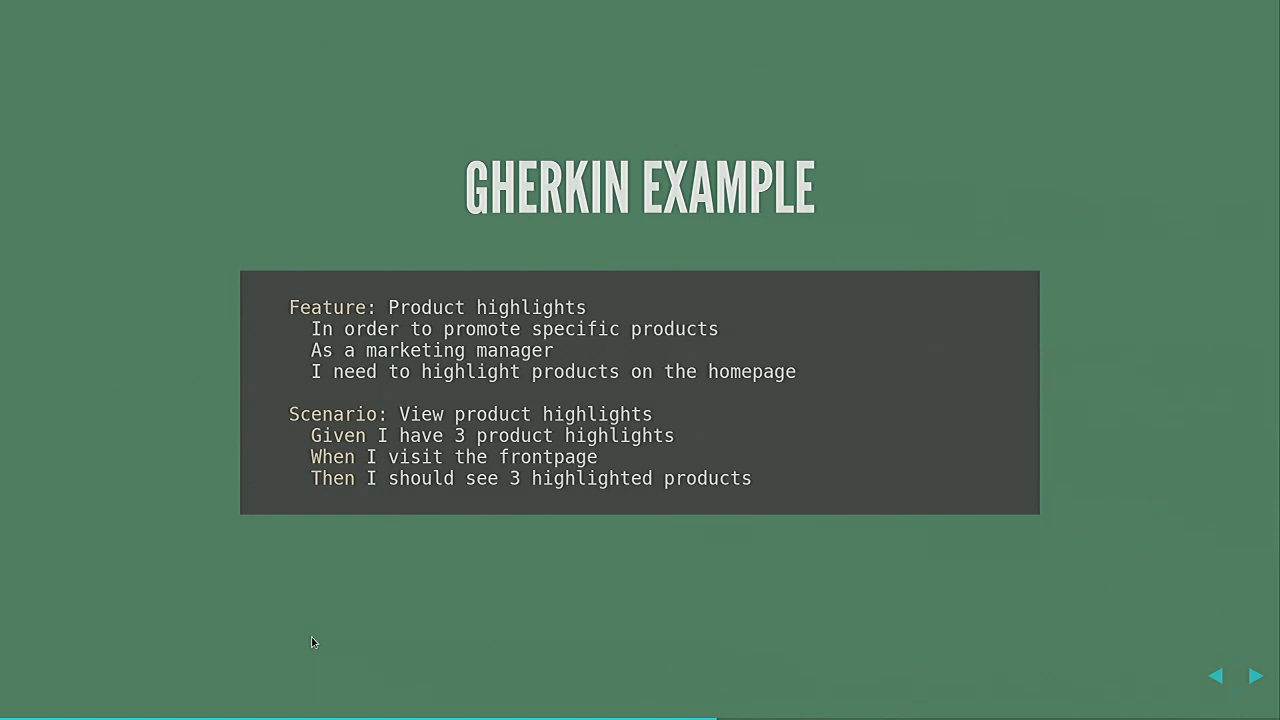 GHERKIN EXAMPLE
Feature: Product highlights
In order to promote specific products
As a marketing manager
I need to highlight products on the homepage
Scenario: View product highlights
Given I have 3 product highlights
When I visit the frontpage
Then I should see 3 highlighted products